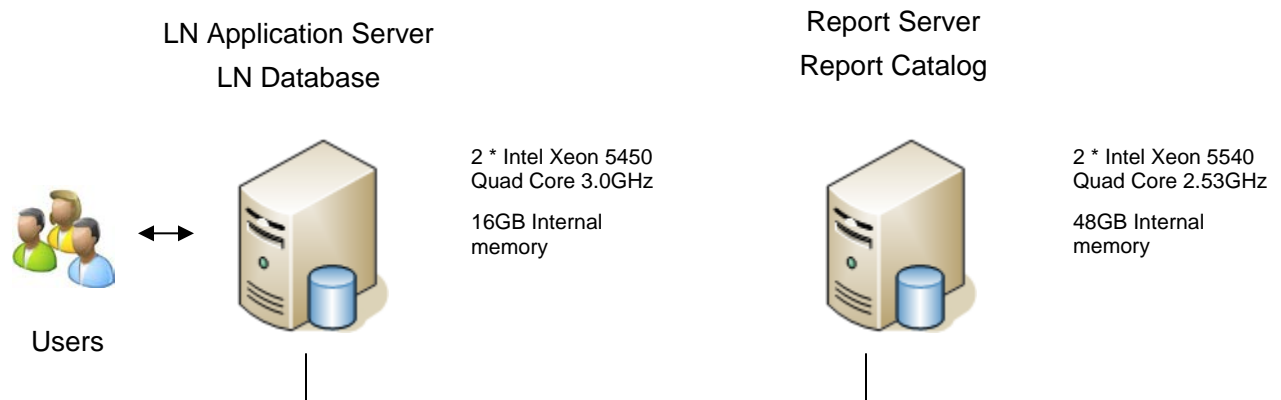 LN Application Server
LN Database
Report Server
Report Catalog
2 * Intel Xeon 5450
Quad Core 3.0GHz
16GB Internal
memory
2 * Intel Xeon 5540
Quad Core 2.53GHz
48GB Internal
memory
Users